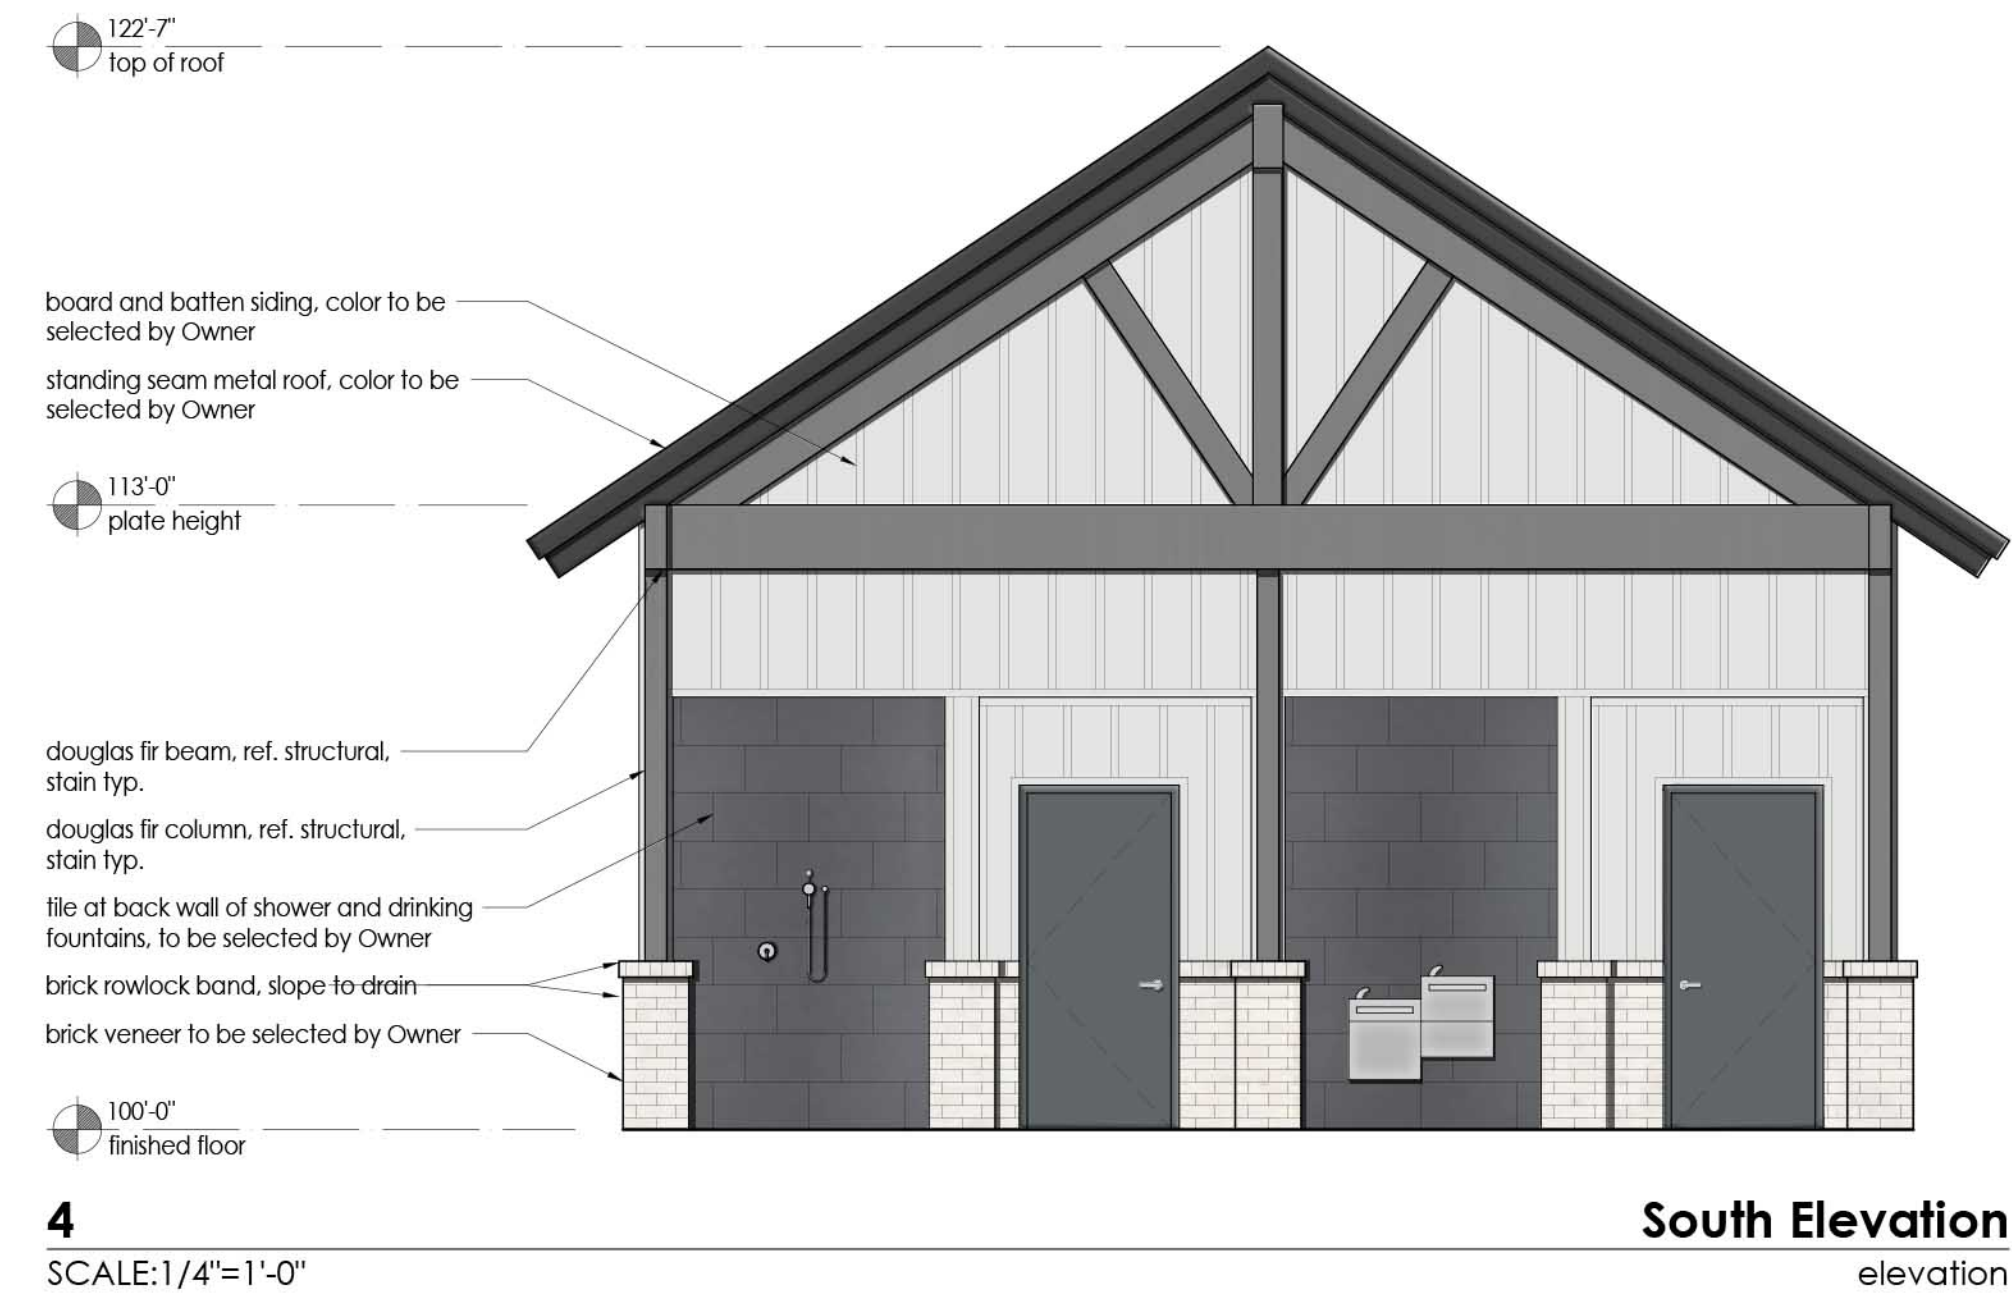 122'-7"
top of roof
board and batten siding, color to be
selected by Owner
standing seam metal roof, color to be
selected by Owner
113'-0"
plate height
douglas fir beam, ref. structural,
stain typ.
douglas fir column, ref. structural,
stain typ.
tile at back wall of shower and drinking
fountains, to be selected by Owner
brick rowlock band, slope to drain
brick veneer to be selected by Owner
100'-0"
finished floor
4
South Elevation
SCALE:1/4"=1'-0"
elevation